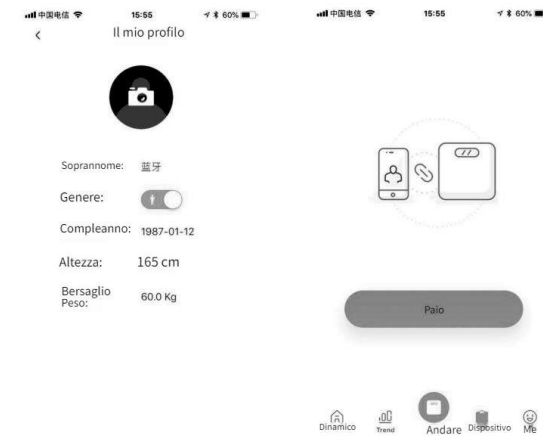 中国电信 15:55 60%
Il mio profilo
Soprannome: 蓝牙
Genere:
Compleanno: 1987-01-12
Altezza: 165 cm
Bersaglio
Peso: 60.0 Kg
中国电信 15:55 60%
Paio
Dinamico Trend Andare Dispositivo Me